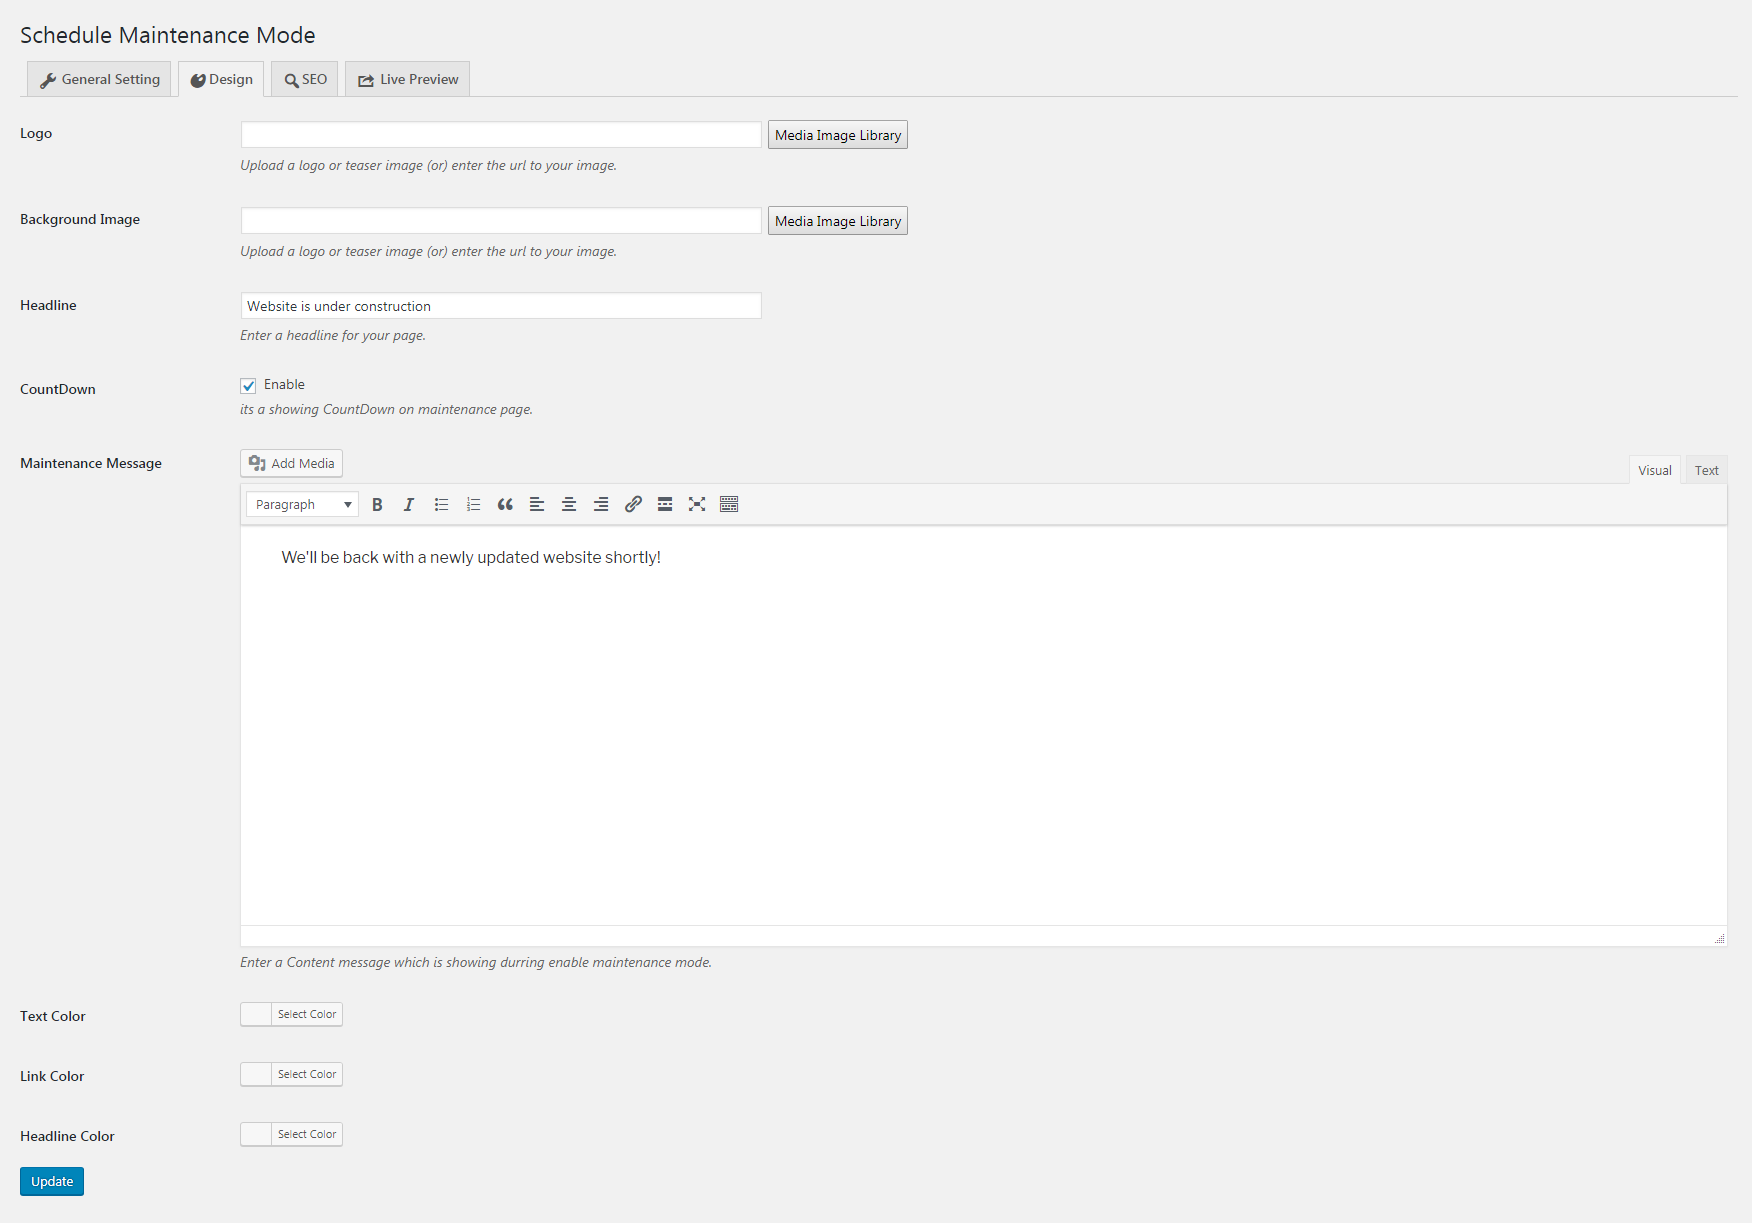 Schedule Maintenance Mode
General Setting
Design
SEO
Live Preview
Logo
Media Image Library
Upload a logo or teaser image (or) enter the url to your image.
Background Image
Media Image Library
Upload a logo or teaser image (or) enter the url to your image.
Headline
Website is under construction
Enter a headline for your page.
CountDown
Enable
its a showing CountDown on maintenance page.
Maintenance Message
Add Media
Visual
Text
Paragraph
We'll be back with a newly updated website shortly!
Enter a Content message which is showing durring enable maintenance mode.
Text Color
Select Color
Link Color
Select Color
Headline Color
Select Color
Update